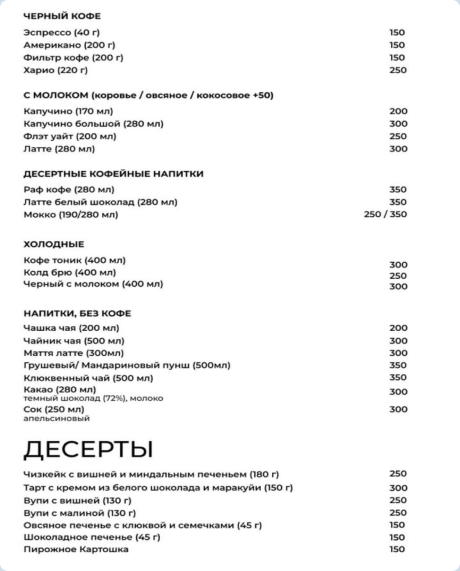 ЧЕРНЫЙ КОФЕ
Эспрессо (40 г) 150
Американо (200 г) 150
Фильтр кофе (200 г) 150
Харио (220 г) 250
С МОЛОКОМ (коровье / овсяное / кокосовое +50)
Капучино (170 мл) 200
Капучино большой (280 мл) 300
Флэт уайт (200 мл) 250
Латте (280 мл) 300
ДЕСЕРТНЫЕ КОФЕЙНЫЕ НАПИТКИ
Раф кофе (280 мл) 350
Латте белый шоколад (280 мл) 350
Мокко (190/280 мл) 250 / 350
ХОЛОДНЫЕ
Кофе тоник (400 мл) 300
Колд брю (400 мл) 250
Черный с молоком (400 мл) 300
НАПИТКИ, БЕЗ КОФЕ
Чашка чая (200 мл) 200
Чайник чая (500 мл) 300
Маття латте (300мл) 300
Грушевый/ Мандариновый пунш (500мл) 350
Клюквенный чай (500 мл) 350
Какао (280 мл) 300
темный шоколад (72%), молоко
Сок (250 мл) 300
апельсиновый
ДЕСЕРТЫ
Чизкейк с вишней и миндальным печеньем (180 г) 250
Тарт с кремом из белого шоколада и маракуйи (150 г) 300
Вупи с вишней (130 г) 250
Вупи с малиной (130 г) 250
Овсяное печенье с клюквой и семечками (45 г) 150
Шоколадное печенье (45 г) 150
Пирожное Картошка 150